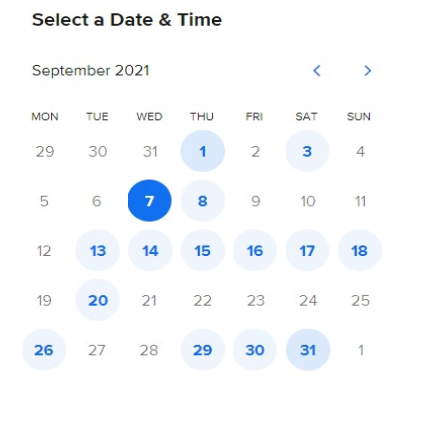 Select a Date & Time
September 2021
MON TUE WED THU FRI SAT SUN
29 30 31 1 2 3 4
5 6 7 8 9 10 11
12 13 14 15 16 17 18
19 20 21 22 23 24 25
26 27 28 29 30 31 1